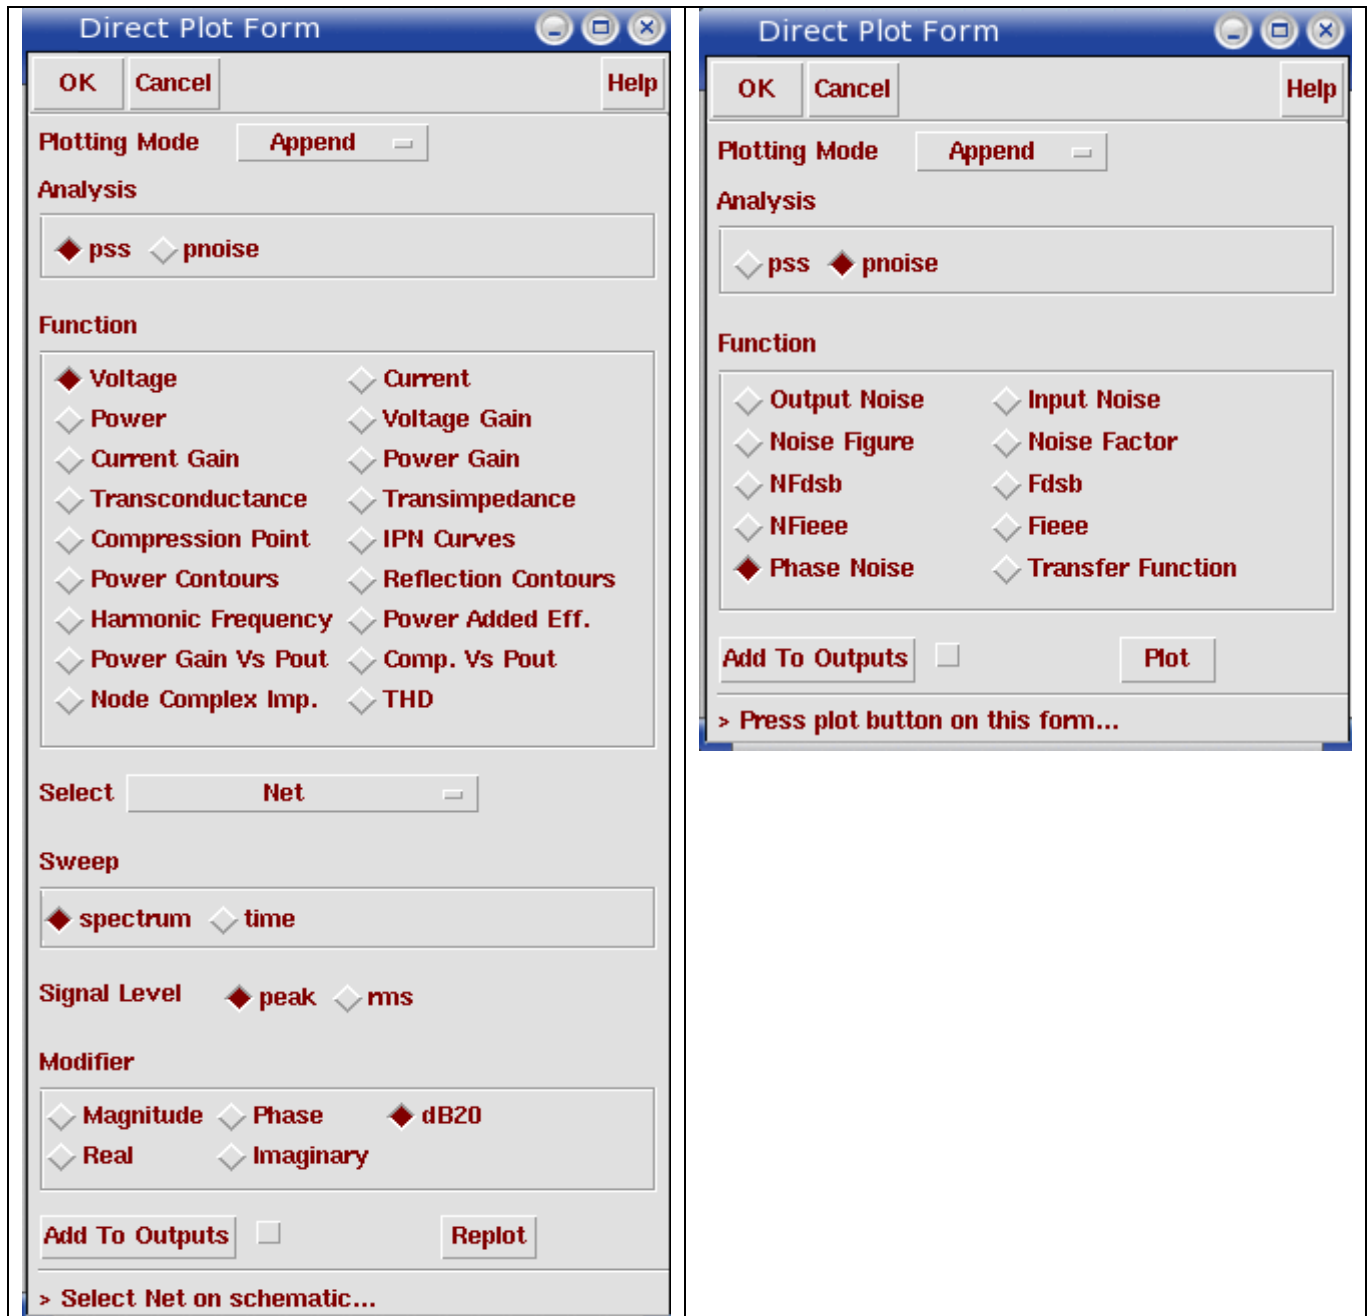 Direct Plot Form
OK Cancel Help
Plotting Mode Append
Analysis
pss pnoise
Function
Voltage Current
Power Voltage Gain
Current Gain Power Gain
Transconductance Transimpedance
Compression Point IPN Curves
Power Contours Reflection Contours
Harmonic Frequency Power Added Eff.
Power Gain Vs Pout Comp. Vs Pout
Node Complex Imp. THD
Select Net
Sweep
spectrum time
Signal Level peak rms
Modifier
Magnitude Phase dB20
Real Imaginary
Add To Outputs Replot
> Select Net on schematic...
Direct Plot Form
OK Cancel Help
Plotting Mode Append
Analysis
pss pnoise
Function
Output Noise Input Noise
Noise Figure Noise Factor
NFdsb Fdsb
NFieee Fieee
Phase Noise Transfer Function
Add To Outputs Plot
> Press plot button on this form...